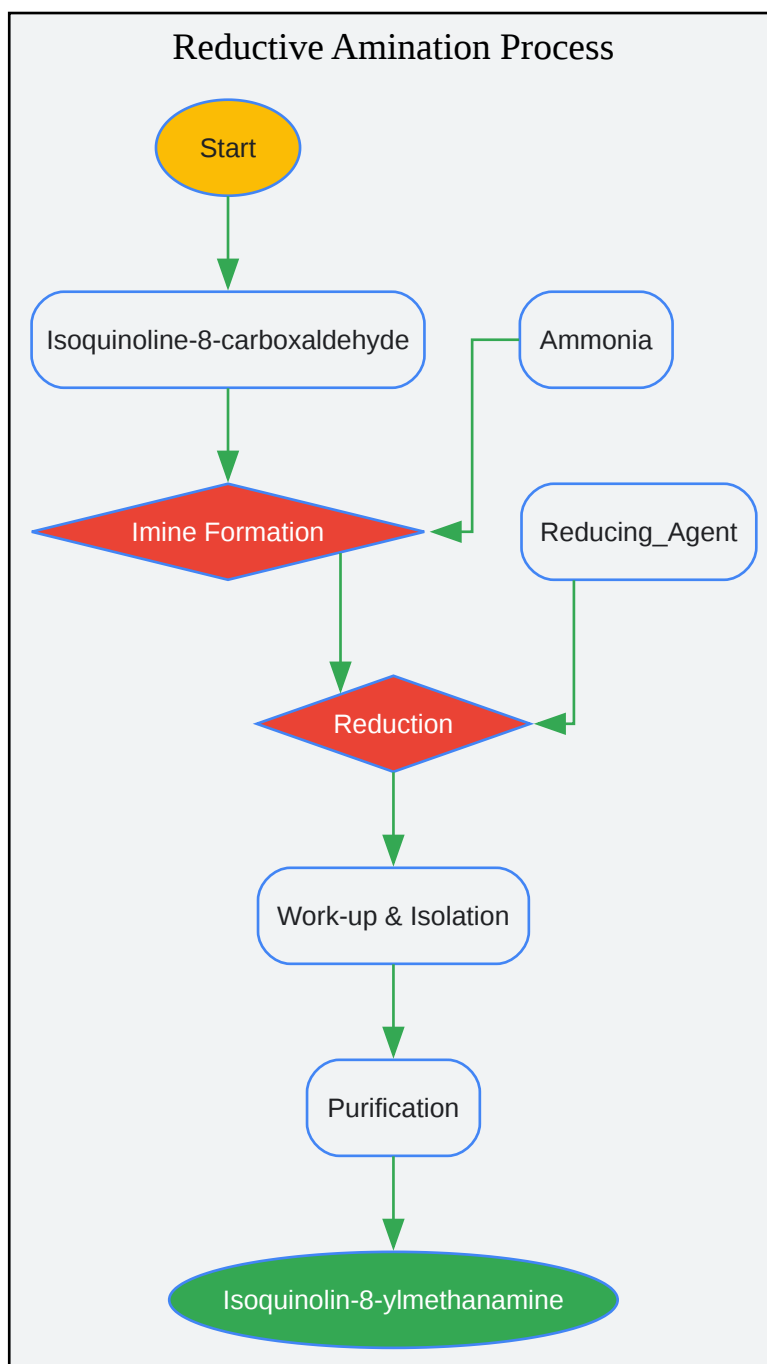 Reductive Amination Process
Start
Isoquinoline-8-carboxaldehyde
Ammonia
Imine Formation
Reducing_Agent
Reduction
Work-up & Isolation
Purification
Isoquinolin-8-ylmethanamine